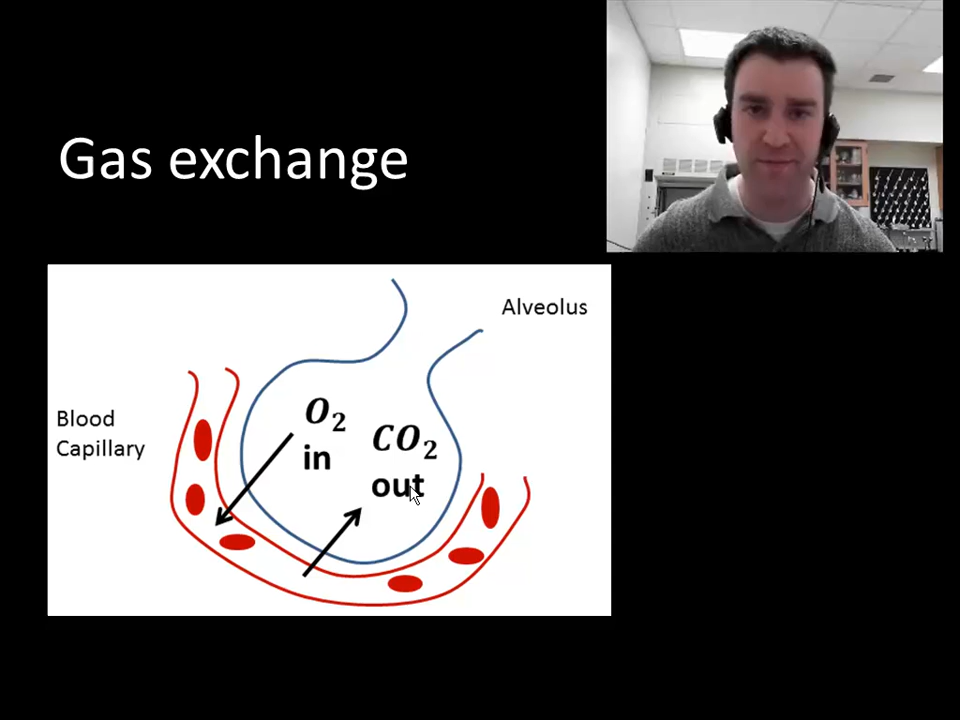 Gas exchange
Alveolus
Blood
Capillary
O₂
in
CO₂
out